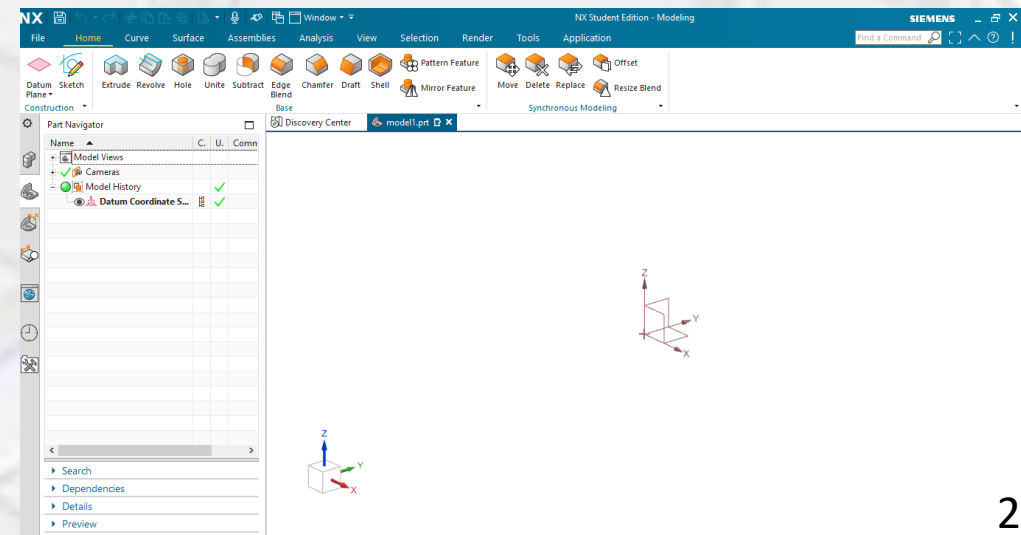 NX Window NX Student Edition - Modeling SIEMENS
File Home Curve Surface Assemblies Analysis View Selection Render Tools Application Find a Command
Datum Plane Sketch Extrude Revolve Hole Unite Subtract Edge Blend Chamfer Draft Shell Pattern Feature Mirror Feature Move Delete Replace Offset Resize Blend
Construction Base Synchronous Modeling
Part Navigator Discovery Center model1.prt
Name C. U. Comn
Model Views
Cameras
Model History
Datum Coordinate S...
Z
Y
X
Z
Y
X
Search
Dependencies
Details
Preview
2